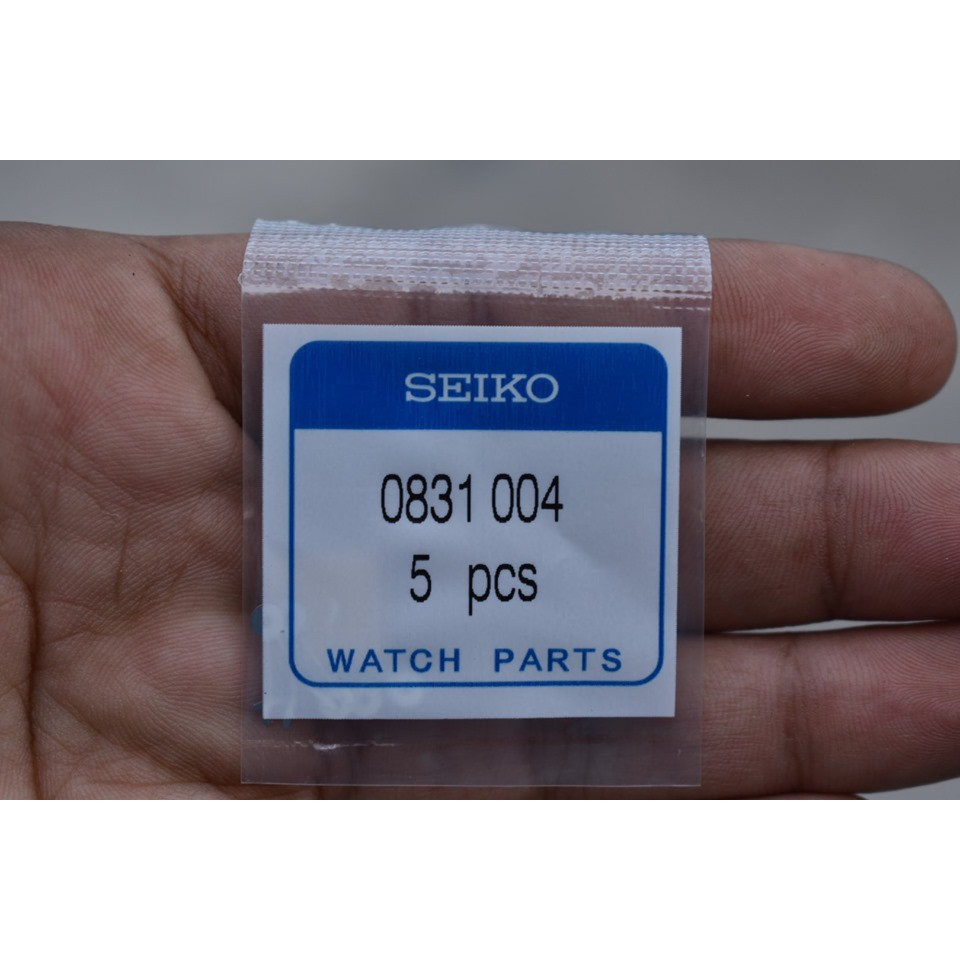 SEIKO
0831 004
5 pcs
WATCH PARTS